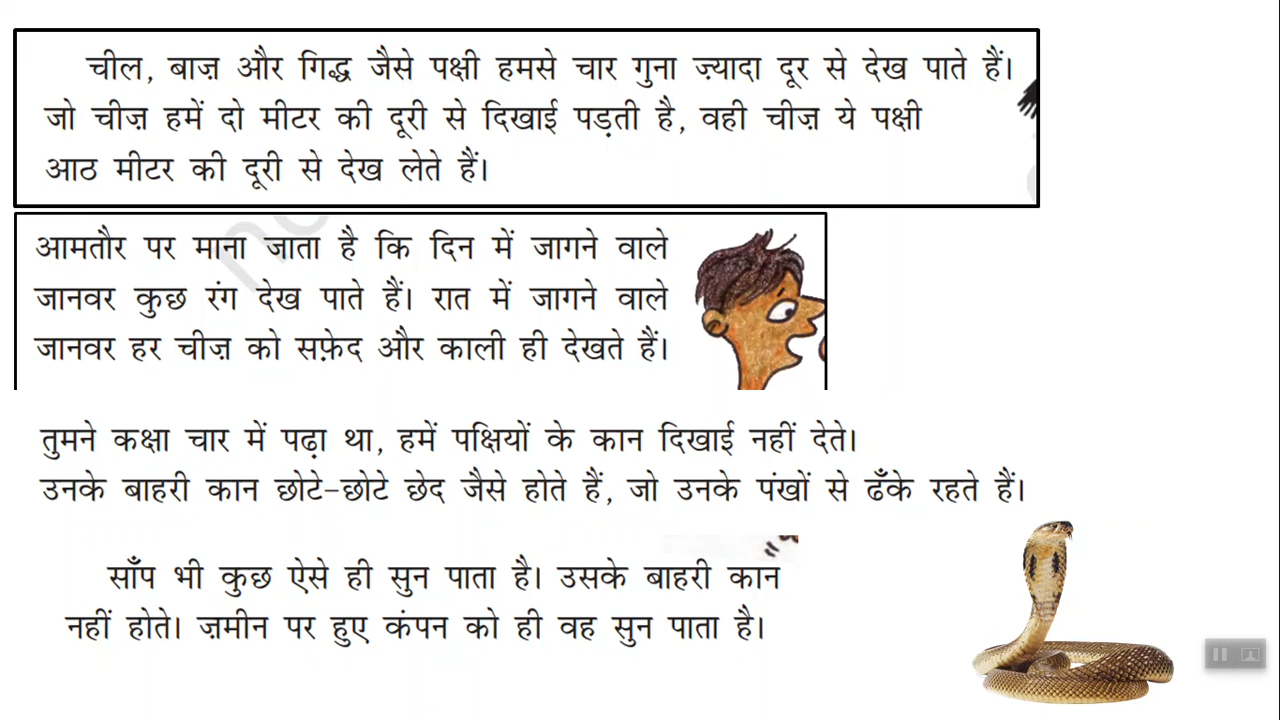 चील, बाज़ और गिद्ध जैसे पक्षी हमसे चार गुना ज़्यादा दूर से देख पाते हैं।
जो चीज़ हमें दो मीटर की दूरी से दिखाई पड़ती है, वही चीज़ ये पक्षी
आठ मीटर की दूरी से देख लेते हैं।
आमतौर पर माना जाता है कि दिन में जागने वाले
जानवर कुछ रंग देख पाते हैं। रात में जागने वाले
जानवर हर चीज़ को सफ़ेद और काली ही देखते हैं।
तुमने कक्षा चार में पढ़ा था, हमें पक्षियों के कान दिखाई नहीं देते।
उनके बाहरी कान छोटे-छोटे छेद जैसे होते हैं, जो उनके पंखों से ढँके रहते हैं।
साँप भी कुछ ऐसे ही सुन पाता है। उसके बाहरी कान
नहीं होते। ज़मीन पर हुए कंपन को ही वह सुन पाता है।